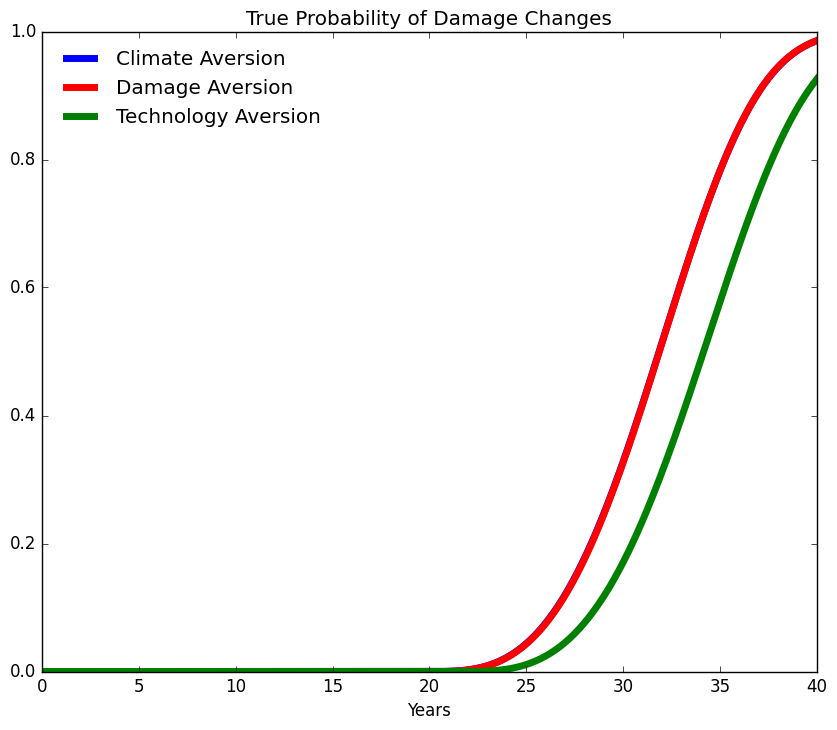 True Probability of Damage Changes
1.0
Climate Aversion
Damage Aversion
Technology Aversion
0.8
0.6
0.4
0.2
0.0
0 5 10 15 20 25 30 35 40
Years